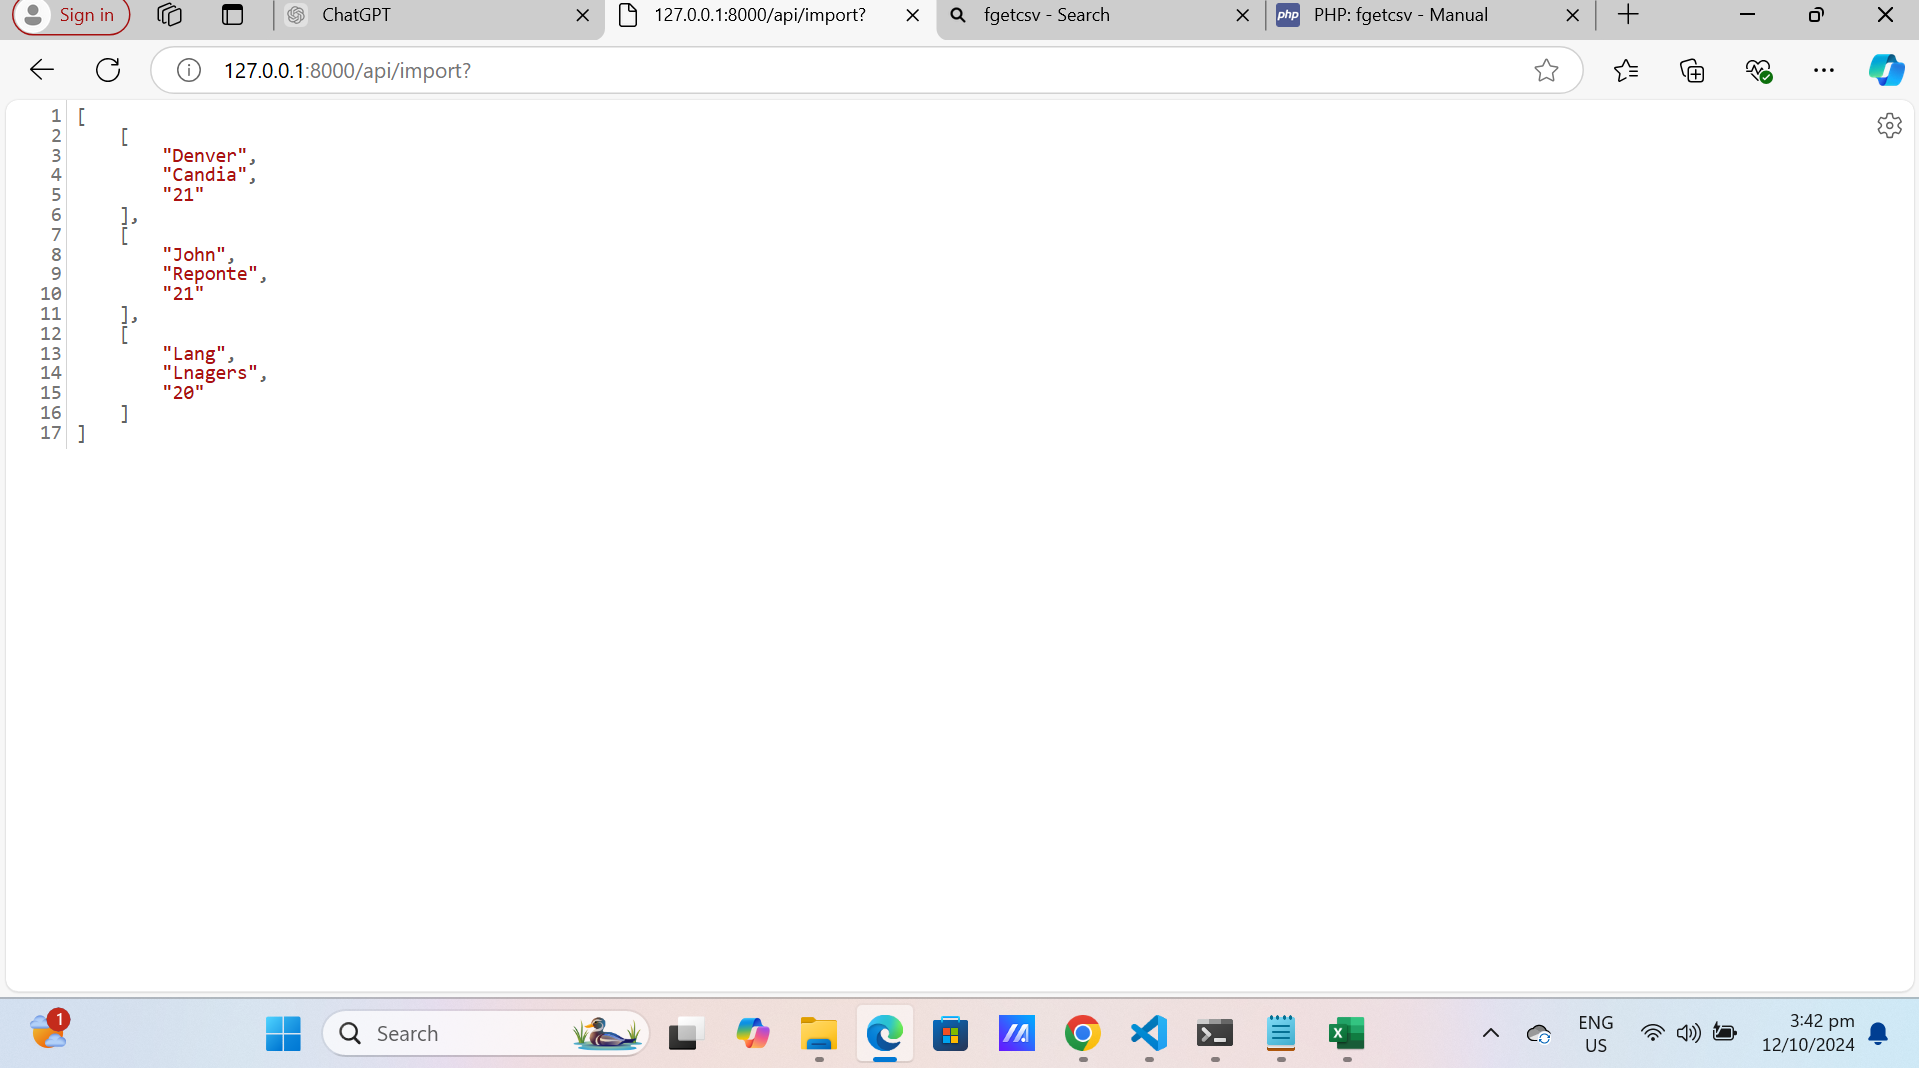 Sign in
ChatGPT
127.0.0.1:8000/api/import?
fgetcsv - Search
php
PHP: fgetcsv - Manual
127.0.0.1:8000/api/import?
1 [
2 [
3 "Denver",
4 "Candia",
5 "21"
6 ],
7 [
8 "John",
9 "Reponte",
10 "21"
11 ],
12 [
13 "Lang",
14 "Lnagers",
15 "20"
16 ]
17 ]
1
Search
ENG
US
3:42 pm
12/10/2024